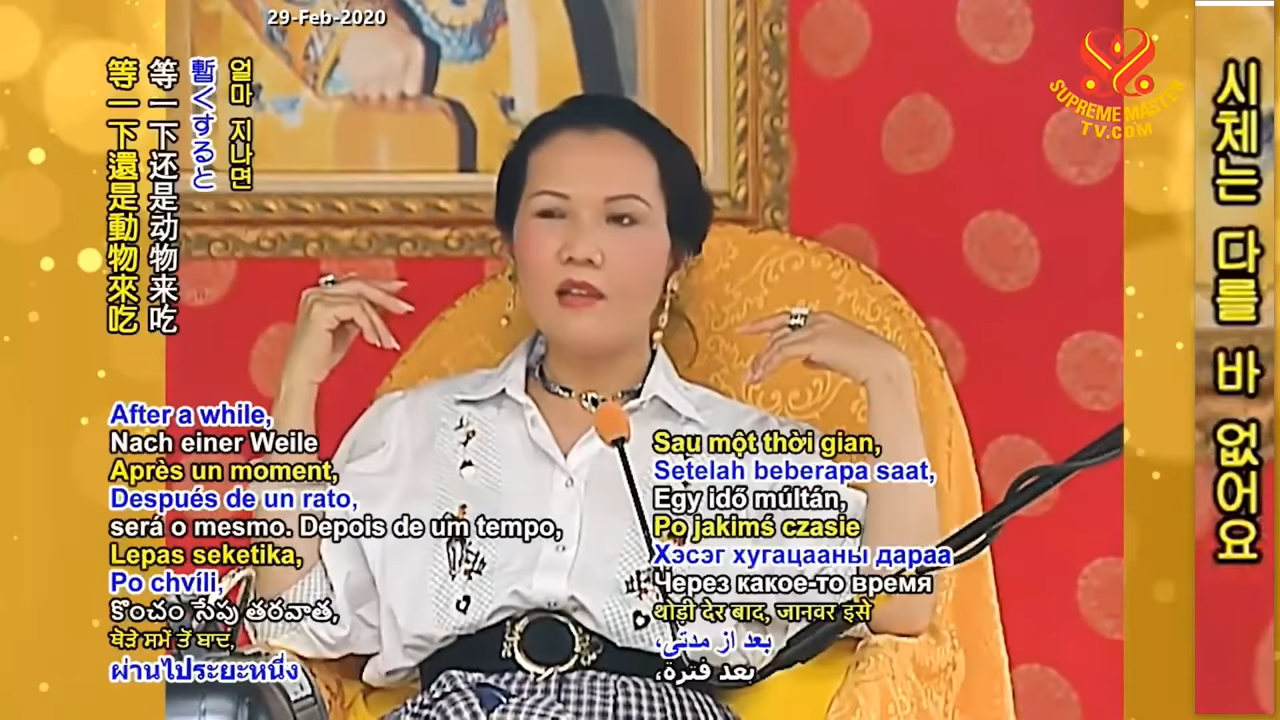 29-Feb-2020
SUPREME MASTER
TV.COM
시체는 다를 바 없어요
얼마 지나면
暫くすると
等一下还是动物来吃
等一下還是動物來吃
After a while,
Nach einer Weile
Après un moment,
Después de un rato,
será o mesmo. Depois de um tempo,
Lepas seketika,
Po chvíli,
కొంచం సేపు తరవాత,
ਥੋੜੇ ਸਮੇਂ ਤੋਂ ਬਾਦ,
ผ่านไประยะหนึ่ง
Sau một thời gian,
Setelah beberapa saat,
Egy idő múltán,
Po jakimś czasie
Хэсэг хугацааны дараа
Через какое-то время
थोड़ी देर बाद, जानवर इसे
بعد از مدتی،
بعد فترة،